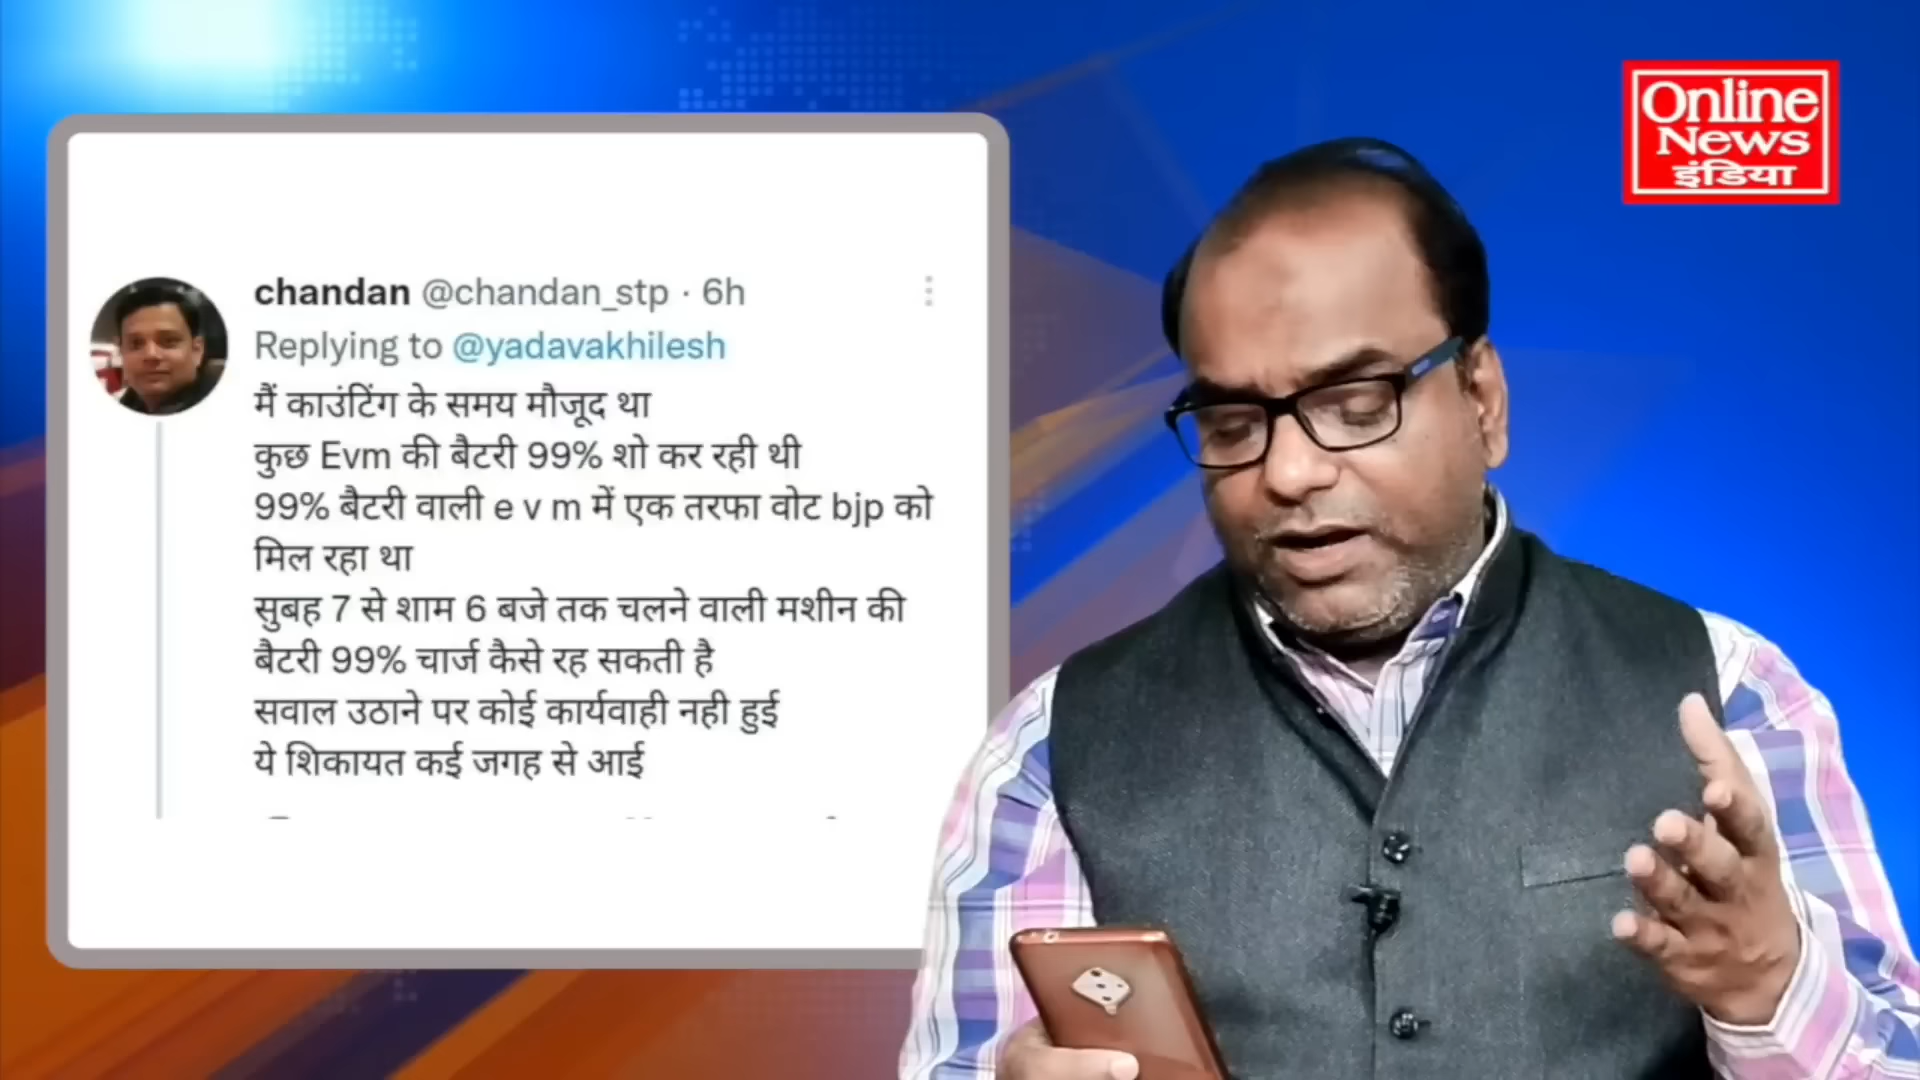 Online
News
इंडिया
chandan @chandan_stp · 6h
Replying to @yadavakhilesh
मैं काउंटिंग के समय मौजूद था
कुछ Evm की बैटरी 99% शो कर रही थी
99% बैटरी वाली e v m में एक तरफा वोट bjp को
मिल रहा था
सुबह 7 से शाम 6 बजे तक चलने वाली मशीन की
बैटरी 99% चार्ज कैसे रह सकती है
सवाल उठाने पर कोई कार्यवाही नही हुई
ये शिकायत कई जगह से आई